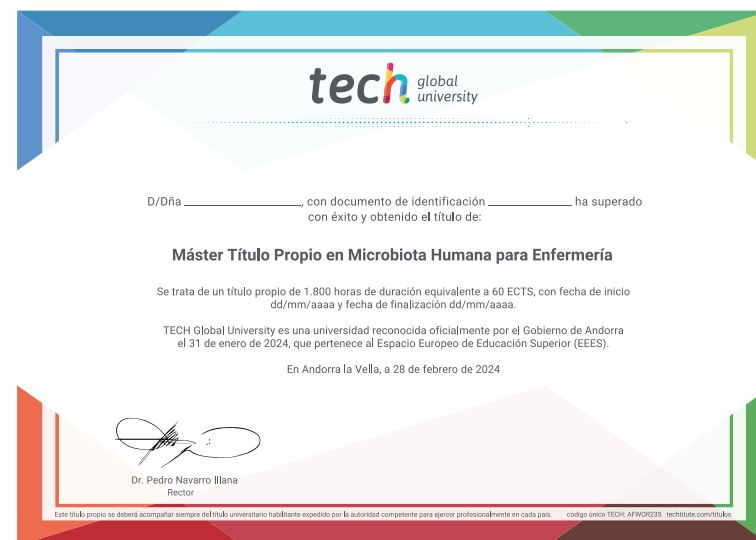 tech global university
D/Dña ____________________, con documento de identificación ______________ ha superado
con éxito y obtenido el título de:
Máster Título Propio en Microbiota Humana para Enfermería
Se trata de un título propio de 1.800 horas de duración equivalente a 60 ECTS, con fecha de inicio
dd/mm/aaaa y fecha de finalización dd/mm/aaaa.
TECH Global University es una universidad reconocida oficialmente por el Gobierno de Andorra
el 31 de enero de 2024, que pertenece al Espacio Europeo de Educación Superior (EEES).
En Andorra la Vella, a 28 de febrero de 2024
Dr. Pedro Navarro Illana
Rector
Este título propio se deberá acompañar siempre del título universitario habilitante expedido por la autoridad competente para ejercer profesionalmente en cada país. código único TECH: AFWOR23S techtitute.com/titulos